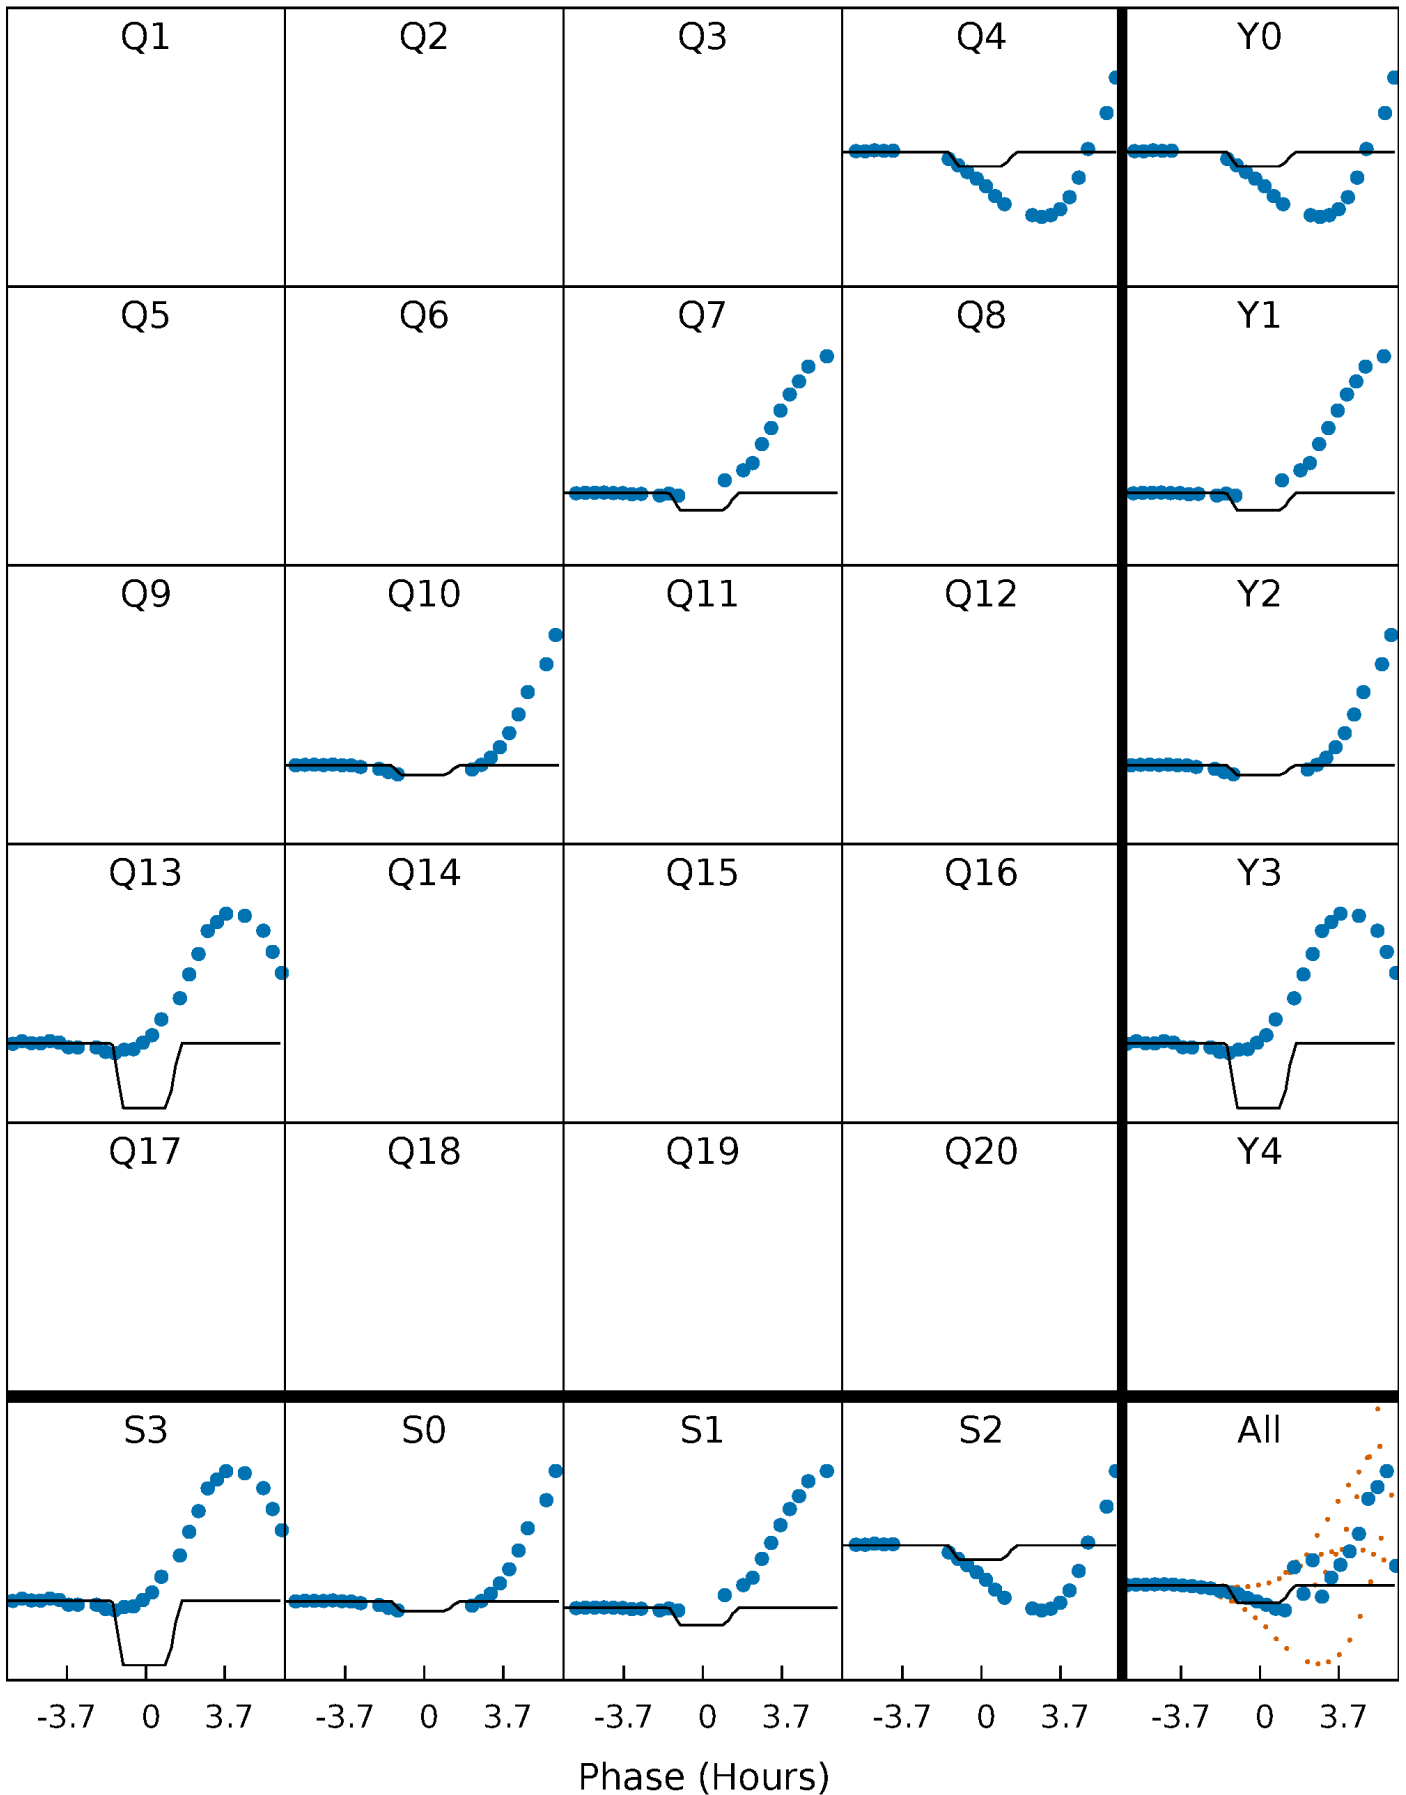 Q1 Q2 Q3 Q4 Y0
Q5 Q6 Q7 Q8 Y1
Q9 Q10 Q11 Q12 Y2
Q13 Q14 Q15 Q16 Y3
Q17 Q18 Q19 Q20 Y4
S3 S0 S1 S2 All
-3.7 0 3.7 -3.7 0 3.7 -3.7 0 3.7 -3.7 0 3.7 -3.7 0 3.7
Phase (Hours)